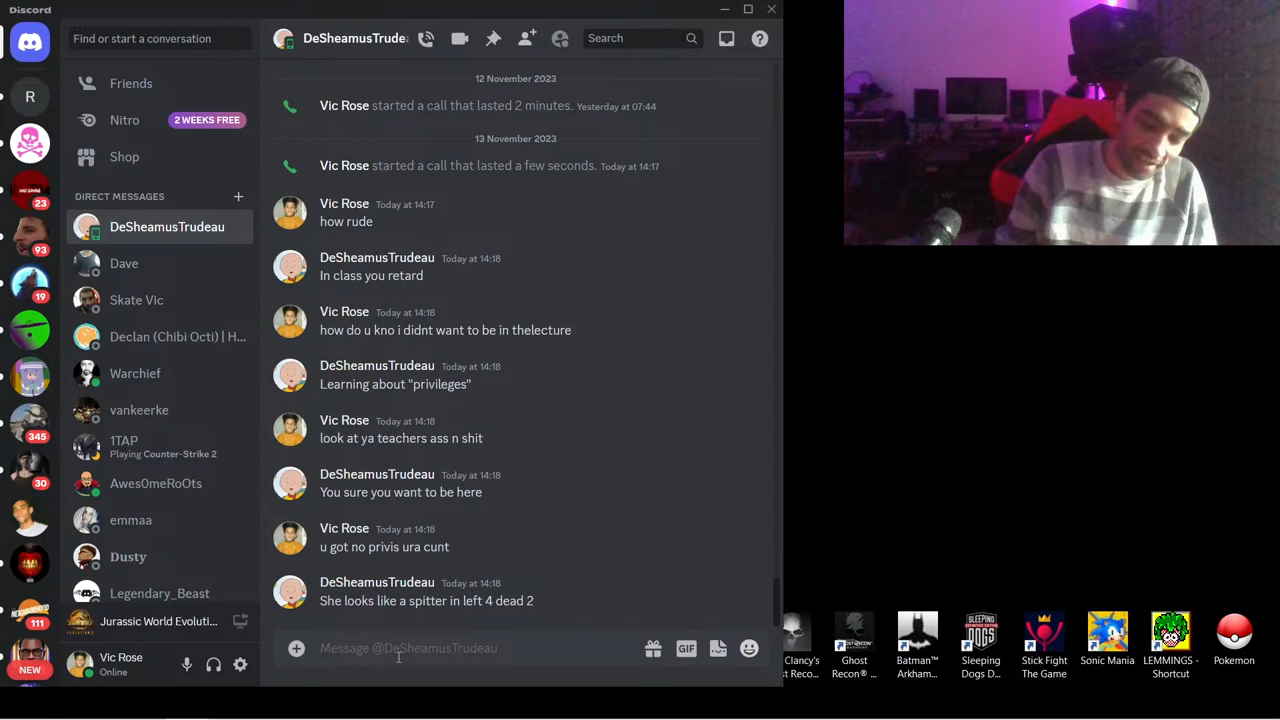 Discord
Find or start a conversation
Friends
Nitro
2 WEEKS FREE
Shop
DIRECT MESSAGES
DeSheamusTrudeau
Dave
Skate Vic
Declan (Chibi Octi) | H...
Warchief
vankeerke
1TAP
Playing Counter-Strike 2
Awes0meRoOts
emmaa
Dusty
Legendary_Beast
Jurassic World Evoluti...
Vic Rose
Online
R
23
93
19
345
30
111
NEW
DeSheamusTrude
Search
12 November 2023
Vic Rose started a call that lasted 2 minutes. Yesterday at 07:44
13 November 2023
Vic Rose started a call that lasted a few seconds. Today at 14:17
Vic Rose Today at 14:17
how rude
DeSheamusTrudeau Today at 14:18
In class you retard
Vic Rose Today at 14:18
how do u kno i didnt want to be in thelecture
DeSheamusTrudeau Today at 14:18
Learning about "privileges"
Vic Rose Today at 14:18
look at ya teachers ass n shit
DeSheamusTrudeau Today at 14:18
You sure you want to be here
Vic Rose Today at 14:18
u got no privis ura cunt
DeSheamusTrudeau Today at 14:18
She looks like a spitter in left 4 dead 2
Message @DeSheamusTrudeau
GIF
Clancy's
st Reco...
Ghost
Recon® ...
Batman™
Arkham...
SLEEPING
DOGS
Sleeping
Dogs D...
Stick Fight
The Game
Sonic Mania
LEMMINGS
LEMMINGS -
Shortcut
Pokemon